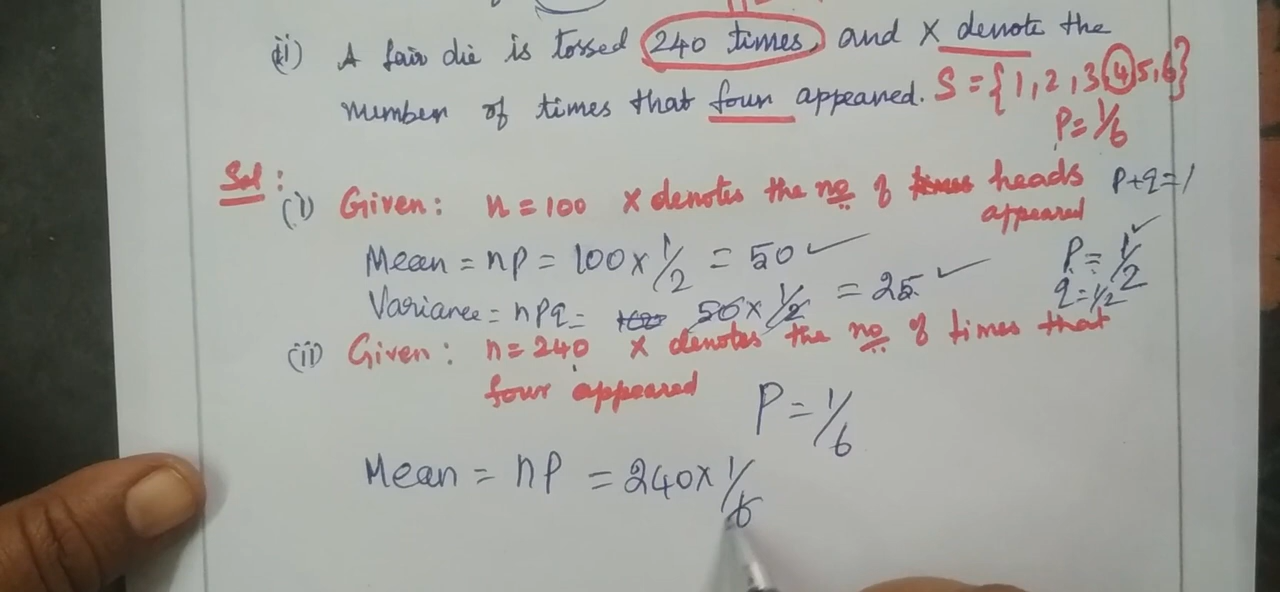 ii) A fair die is tossed 240 times, and X denote the
number of times that four appeared. S = {1, 2, 3, 4, 5, 6}
P = 1/6
Sol:
(i) Given: n = 100 X denotes the no of times heads appeared
P + q = 1
Mean = np = 100 x 1/2 = 50 ✓
P = 1/2 ✓
q = 1/2
Variance = npq = 100 50 x 1/2 = 25 ✓
(ii) Given: n = 240 X denotes the no of times that
four appeared
P = 1/6
Mean = np = 240 x 1/6